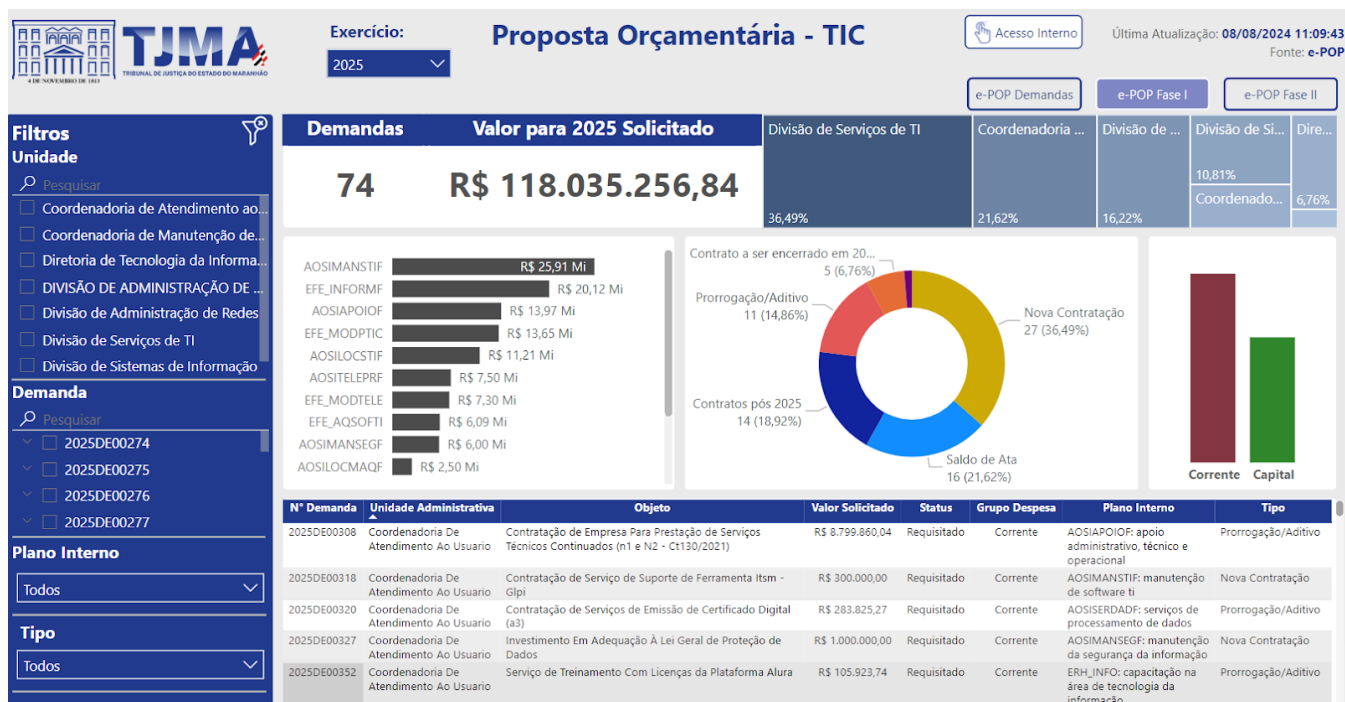 TJMA
TRIBUNAL DE JUSTIÇA DO ESTADO DO MARANHÃO
4 DE NOVEMBRO DE 1813
Exercício:
2025
Proposta Orçamentária - TIC
Acesso Interno
Última Atualização: 08/08/2024 11:09:43
Fonte: e-POP
e-POP Demandas
e-POP Fase I
e-POP Fase II
Filtros
Unidade
Pesquisar
Coordenadoria de Atendimento ao...
Coordenadoria de Manutenção de...
Diretoria de Tecnologia da Informa...
DIVISÃO DE ADMINISTRAÇÃO DE ...
Divisão de Administração de Redes
Divisão de Serviços de TI
Divisão de Sistemas de Informação
Demanda
Pesquisar
2025DE00274
2025DE00275
2025DE00276
2025DE00277
Plano Interno
Todos
Tipo
Todos
Demandas
74
Valor para 2025 Solicitado
R$ 118.035.256,84
Divisão de Serviços de TI
36,49%
Coordenadoria ...
21,62%
Divisão de ...
16,22%
Divisão de Si...
10,81%
Coordenado...
Dire...
6,76%
AOSIMANSTIF R$ 25,91 Mi
EFE_INFORMF R$ 20,12 Mi
AOSIAPOIOF R$ 13,97 Mi
EFE_MODPTIC R$ 13,65 Mi
AOSILOCSTIF R$ 11,21 Mi
AOSITELEPRF R$ 7,50 Mi
EFE_MODTELE R$ 7,30 Mi
EFE_AQSOFTI R$ 6,09 Mi
AOSIMANSEGF R$ 6,00 Mi
AOSILOCMAQF R$ 2,50 Mi
Contrato a ser encerrado em 20...
5 (6,76%)
Prorrogação/Aditivo
11 (14,86%)
Nova Contratação
27 (36,49%)
Contratos pós 2025
14 (18,92%)
Saldo de Ata
16 (21,62%)
Corrente Capital
N° Demanda Unidade Administrativa Objeto Valor Solicitado Status Grupo Despesa Plano Interno Tipo
2025DE00308 Coordenadoria De Contratação de Empresa Para Prestação de Serviços R$ 8.799.860,04 Requisitado Corrente AOSIAPOIOF: apoio Prorrogação/Aditivo
Atendimento Ao Usuario Técnicos Continuados (n1 e N2 - Ct130/2021) administrativo, técnico e
operacional
2025DE00318 Coordenadoria De Contratação de Serviço de Suporte de Ferramenta Itsm - R$ 300.000,00 Requisitado Corrente AOSIMANSTIF: manutenção Nova Contratação
Atendimento Ao Usuario Glpi de software ti
2025DE00320 Coordenadoria De Contratação de Serviços de Emissão de Certificado Digital R$ 283.825,27 Requisitado Corrente AOSISERDADF: serviços de Prorrogação/Aditivo
Atendimento Ao Usuario (a3) processamento de dados
2025DE00327 Coordenadoria De Investimento Em Adequação À Lei Geral de Proteção de R$ 1.000.000,00 Requisitado Corrente AOSIMANSEGF: manutenção Nova Contratação
Atendimento Ao Usuario Dados da segurança da informação
2025DE00352 Coordenadoria De Serviço de Treinamento Com Licenças da Plataforma Alura R$ 105.923,74 Requisitado Corrente ERH_INFO: capacitação na Prorrogação/Aditivo
Atendimento Ao Usuario área de tecnologia da
informação